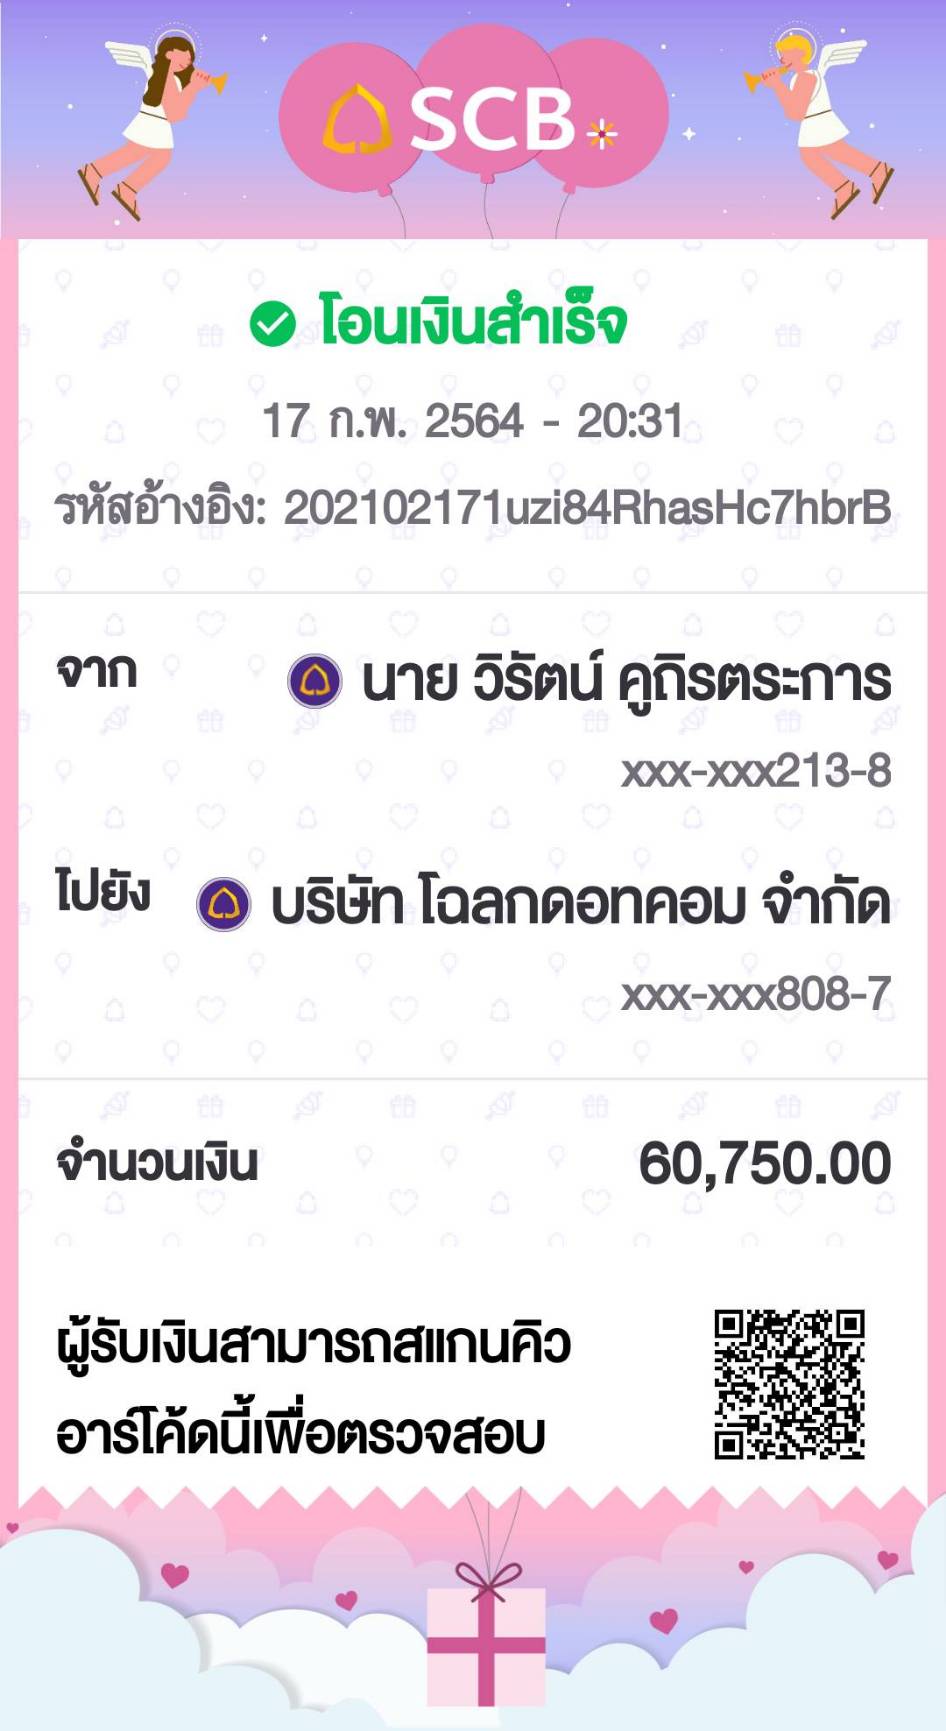 SCB
โอนเงินสำเร็จ
17 ก.พ. 2564 - 20:31
รหัสอ้างอิง: 202102171uzi84RhasHc7hbrB
จาก นาย วิรัตน์ คูถิรตระการ
xxx-xxx213-8
ไปยัง บริษัท โฉลกดอทคอม จำกัด
xxx-xxx808-7
จำนวนเงิน 60,750.00
ผู้รับเงินสามารถสแกนคิว
อาร์โค้ดนี้เพื่อตรวจสอบ